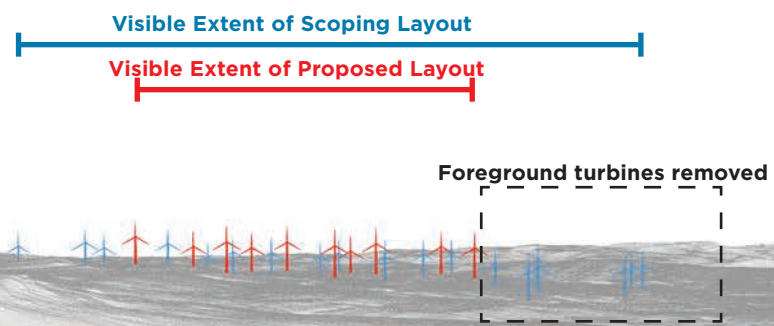 Visible Extent of Scoping Layout
Visible Extent of Proposed Layout
Foreground turbines removed